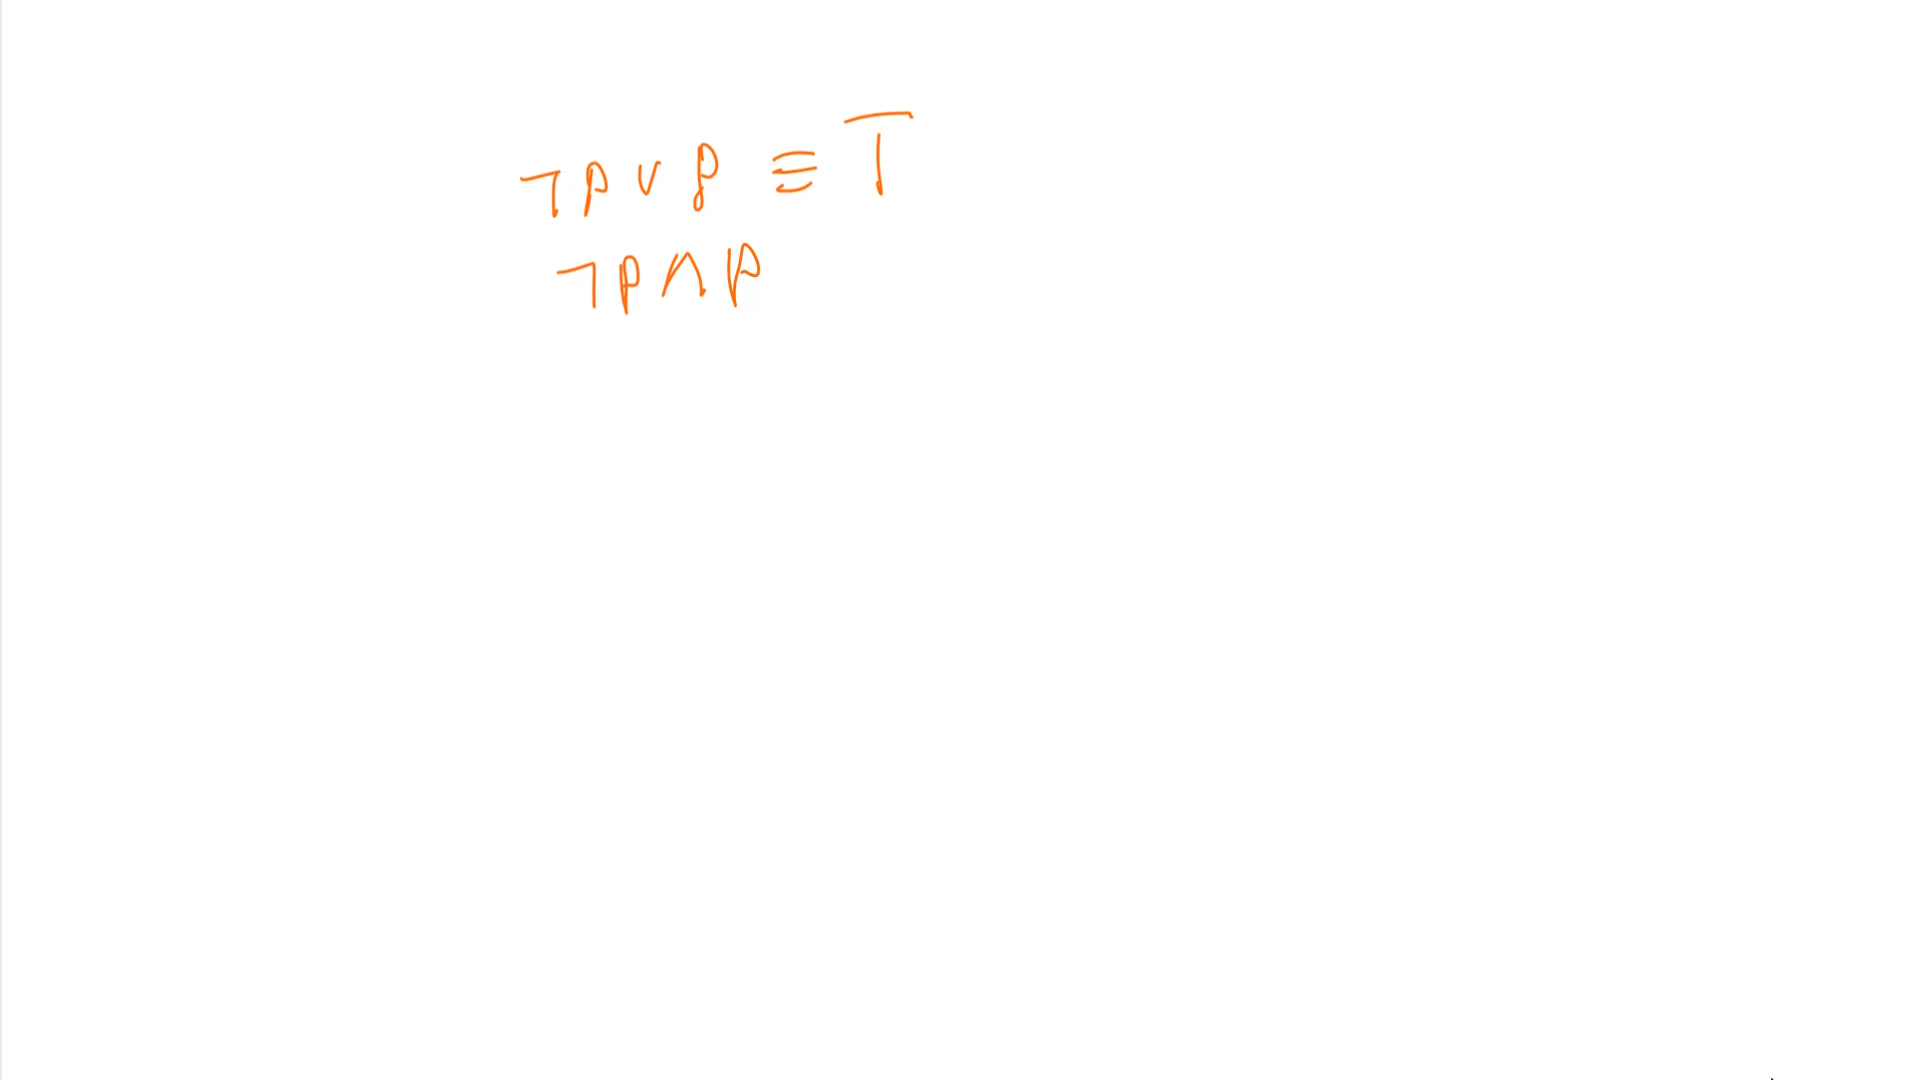 ¬p ∨ p ≡ T
¬p ∧ p